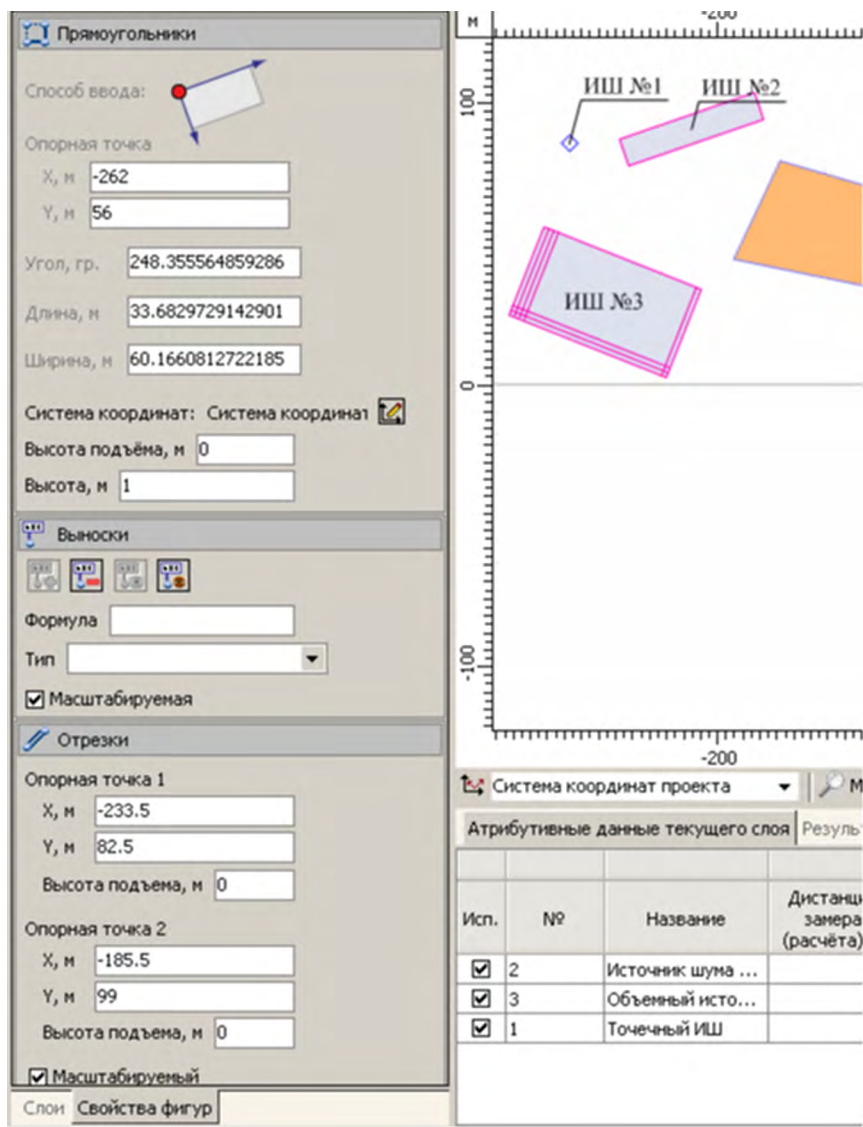 Прямоугольники
Способ ввода:
Опорная точка
X, м -262
Y, м 56
Угол, гр. 248.355564859286
Длина, м 33.6829729142901
Ширина, м 60.1660812722185
Система координат: Система координат
Высота подъёма, м 0
Высота, м 1
Выноски
Формула
Тип
Масштабируемая
Отрезки
Опорная точка 1
X, м -233.5
Y, м 82.5
Высота подъема, м 0
Опорная точка 2
X, м -185.5
Y, м 99
Высота подъема, м 0
Масштабируемый
Слои Свойства фигур
м
-200
100
ИШ №1 ИШ №2
ИШ №3
0
-100
-200
Система координат проекта М
Атрибутивные данные текущего слоя Резуль
Исп. № Название Дистанци
замера
(расчёта)
2 Источник шума ...
3 Объемный исто...
1 Точечный ИШ